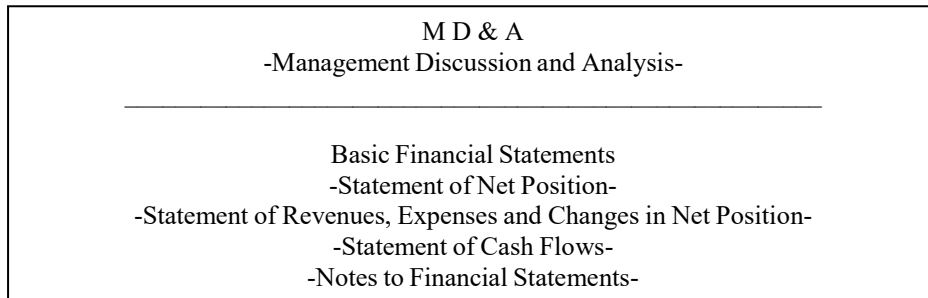 M D & A
-Management Discussion and Analysis-
Basic Financial Statements
-Statement of Net Position-
-Statement of Revenues, Expenses and Changes in Net Position-
-Statement of Cash Flows-
-Notes to Financial Statements-